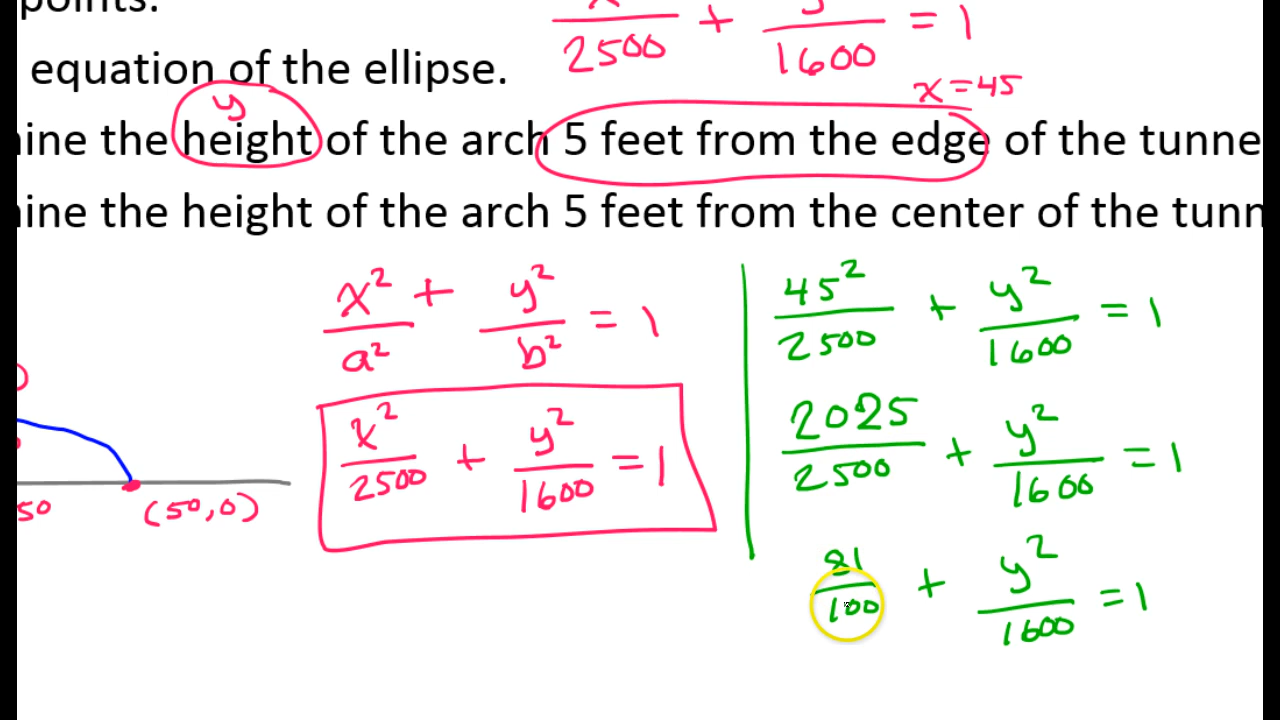 points.
x² / 2500 + y² / 1600 = 1
equation of the ellipse.
x = 45
y
ine the height of the arch 5 feet from the edge of the tunne
ine the height of the arch 5 feet from the center of the tunn
x² / a² + y² / b² = 1
45² / 2500 + y² / 1600 = 1
x² / 2500 + y² / 1600 = 1
2025 / 2500 + y² / 1600 = 1
50
(50,0)
81 / 100 + y² / 1600 = 1